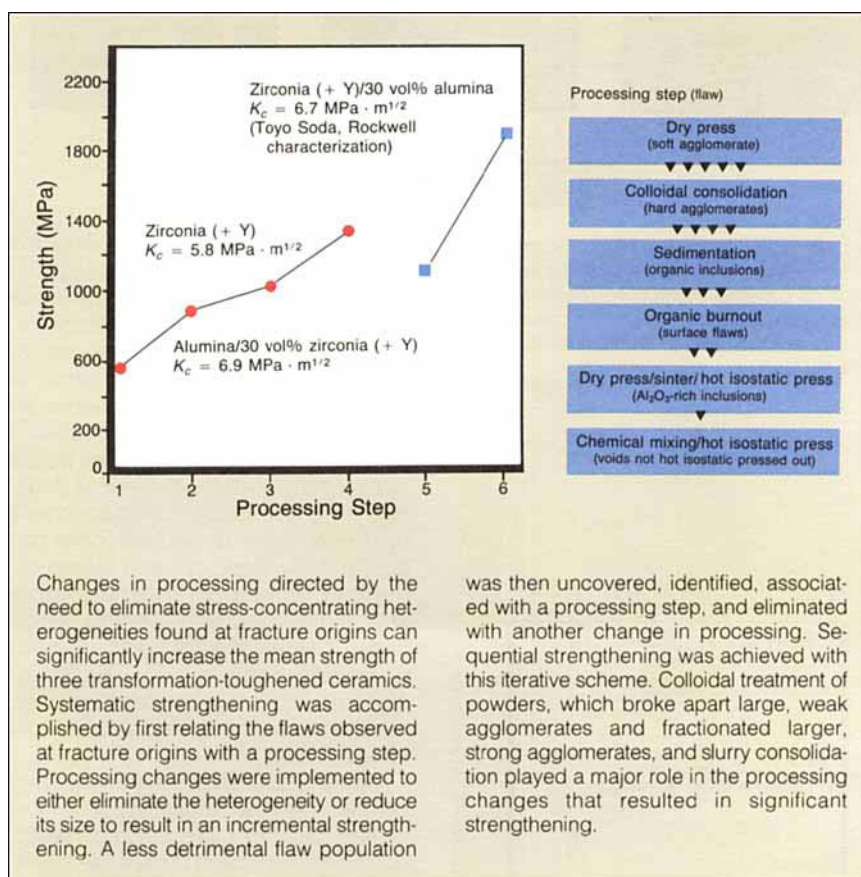 2200
1800
1400
1000
600
200
0
Strength (MPa)
Zirconia (+ Y)/30 vol% alumina
Kc = 6.7 MPa · m1/2
(Toyo Soda, Rockwell
characterization)
Zirconia (+ Y)
Kc = 5.8 MPa · m1/2
Alumina/30 vol% zirconia (+ Y)
Kc = 6.9 MPa · m1/2
1 2 3 4 5 6
Processing Step
Processing step (flaw)
Dry press
(soft agglomerate)
Colloidal consolidation
(hard agglomerates)
Sedimentation
(organic inclusions)
Organic burnout
(surface flaws)
Dry press/sinter/hot isostatic press
(Al₂O₃-rich inclusions)
Chemical mixing/hot isostatic press
(voids not hot isostatic pressed out)
Changes in processing directed by the
need to eliminate stress-concentrating het-
erogeneities found at fracture origins can
significantly increase the mean strength of
three transformation-toughened ceramics.
Systematic strengthening was accom-
plished by first relating the flaws observed
at fracture origins with a processing step.
Processing changes were implemented to
either eliminate the heterogeneity or reduce
its size to result in an incremental strength-
ening. A less detrimental flaw population
was then uncovered, identified, associat-
ed with a processing step, and eliminated
with another change in processing. Se-
quential strengthening was achieved with
this iterative scheme. Colloidal treatment of
powders, which broke apart large, weak
agglomerates and fractionated larger,
strong agglomerates, and slurry consolida-
tion played a major role in the processing
changes that resulted in significant
strengthening.